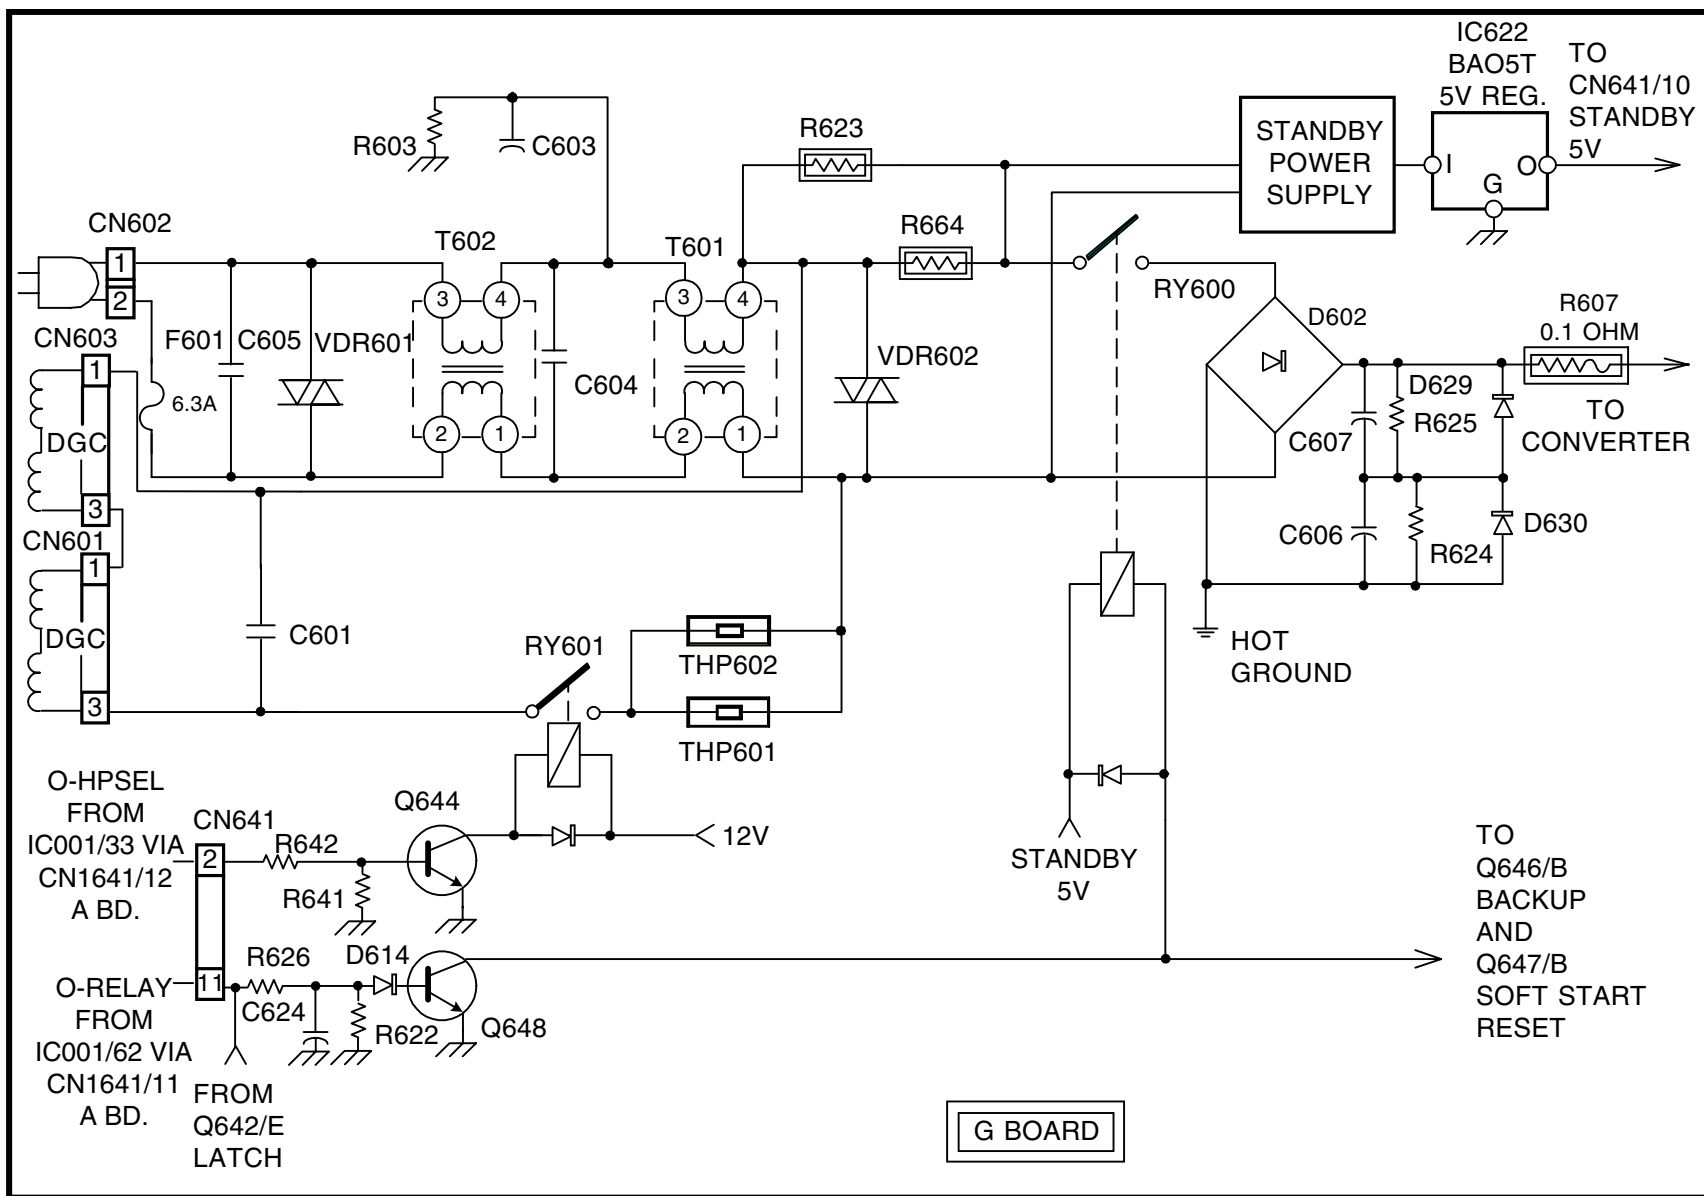 IC622
BAO5T
5V REG.
TO
CN641/10
STANDBY
5V
R603
C603
R623
STANDBY
POWER
SUPPLY
I
O
G
CN602
1
2
T602
T601
R664
RY600
3
4
3
4
D602
R607
0.1 OHM
CN603
F601
C605
VDR601
C604
VDR602
1
6.3A
DGC
3
2
1
2
1
C607
D629
R625
TO
CONVERTER
CN601
1
DGC
3
C606
R624
D630
C601
RY601
THP602
THP601
HOT
GROUND
O-HPSEL
FROM
IC001/33 VIA
CN1641/12
A BD.
CN641
2
R642
R641
Q644
12V
STANDBY
5V
TO
Q646/B
BACKUP
AND
Q647/B
SOFT START
RESET
O-RELAY
FROM
IC001/62 VIA
CN1641/11
A BD.
11
R626
D614
C624
R622
Q648
FROM
Q642/E
LATCH
G BOARD